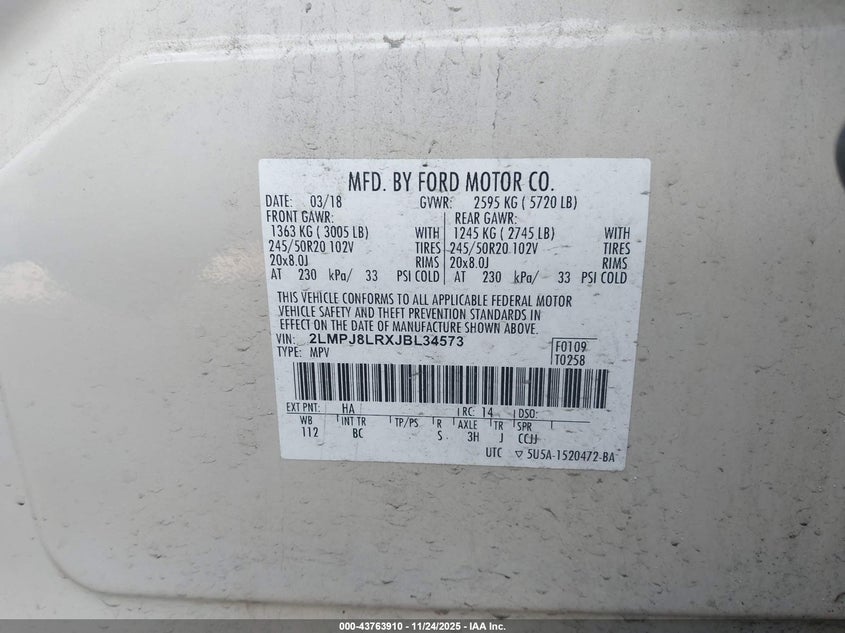 MFD. BY FORD MOTOR CO.
DATE: 03/18 GVWR: 2595 KG ( 5720 LB)
FRONT GAWR: REAR GAWR:
1363 KG ( 3005 LB) WITH 1245 KG ( 2745 LB) WITH
245/50R20 102V TIRES 245/50R20 102V TIRES
20x8.0J RIMS 20x8.0J RIMS
AT 230 kPa/ 33 PSI COLD AT 230 kPa/ 33 PSI COLD
THIS VEHICLE CONFORMS TO ALL APPLICABLE FEDERAL MOTOR
VEHICLE SAFETY AND THEFT PREVENTION STANDARDS IN
EFFECT ON THE DATE OF MANUFACTURE SHOWN ABOVE.
VIN: 2LMPJ8LRXJBL34573 F0109
TYPE: MPV T0258
EXT PNT: HA RC: 14 DSO:
WB INT TR TP/PS R AXLE TR SPR
112 BC S 3H J CCJJ
UTC ▽ 5U5A-1520472-BA
000-43763910 - 11/24/2025 - IAA Inc.